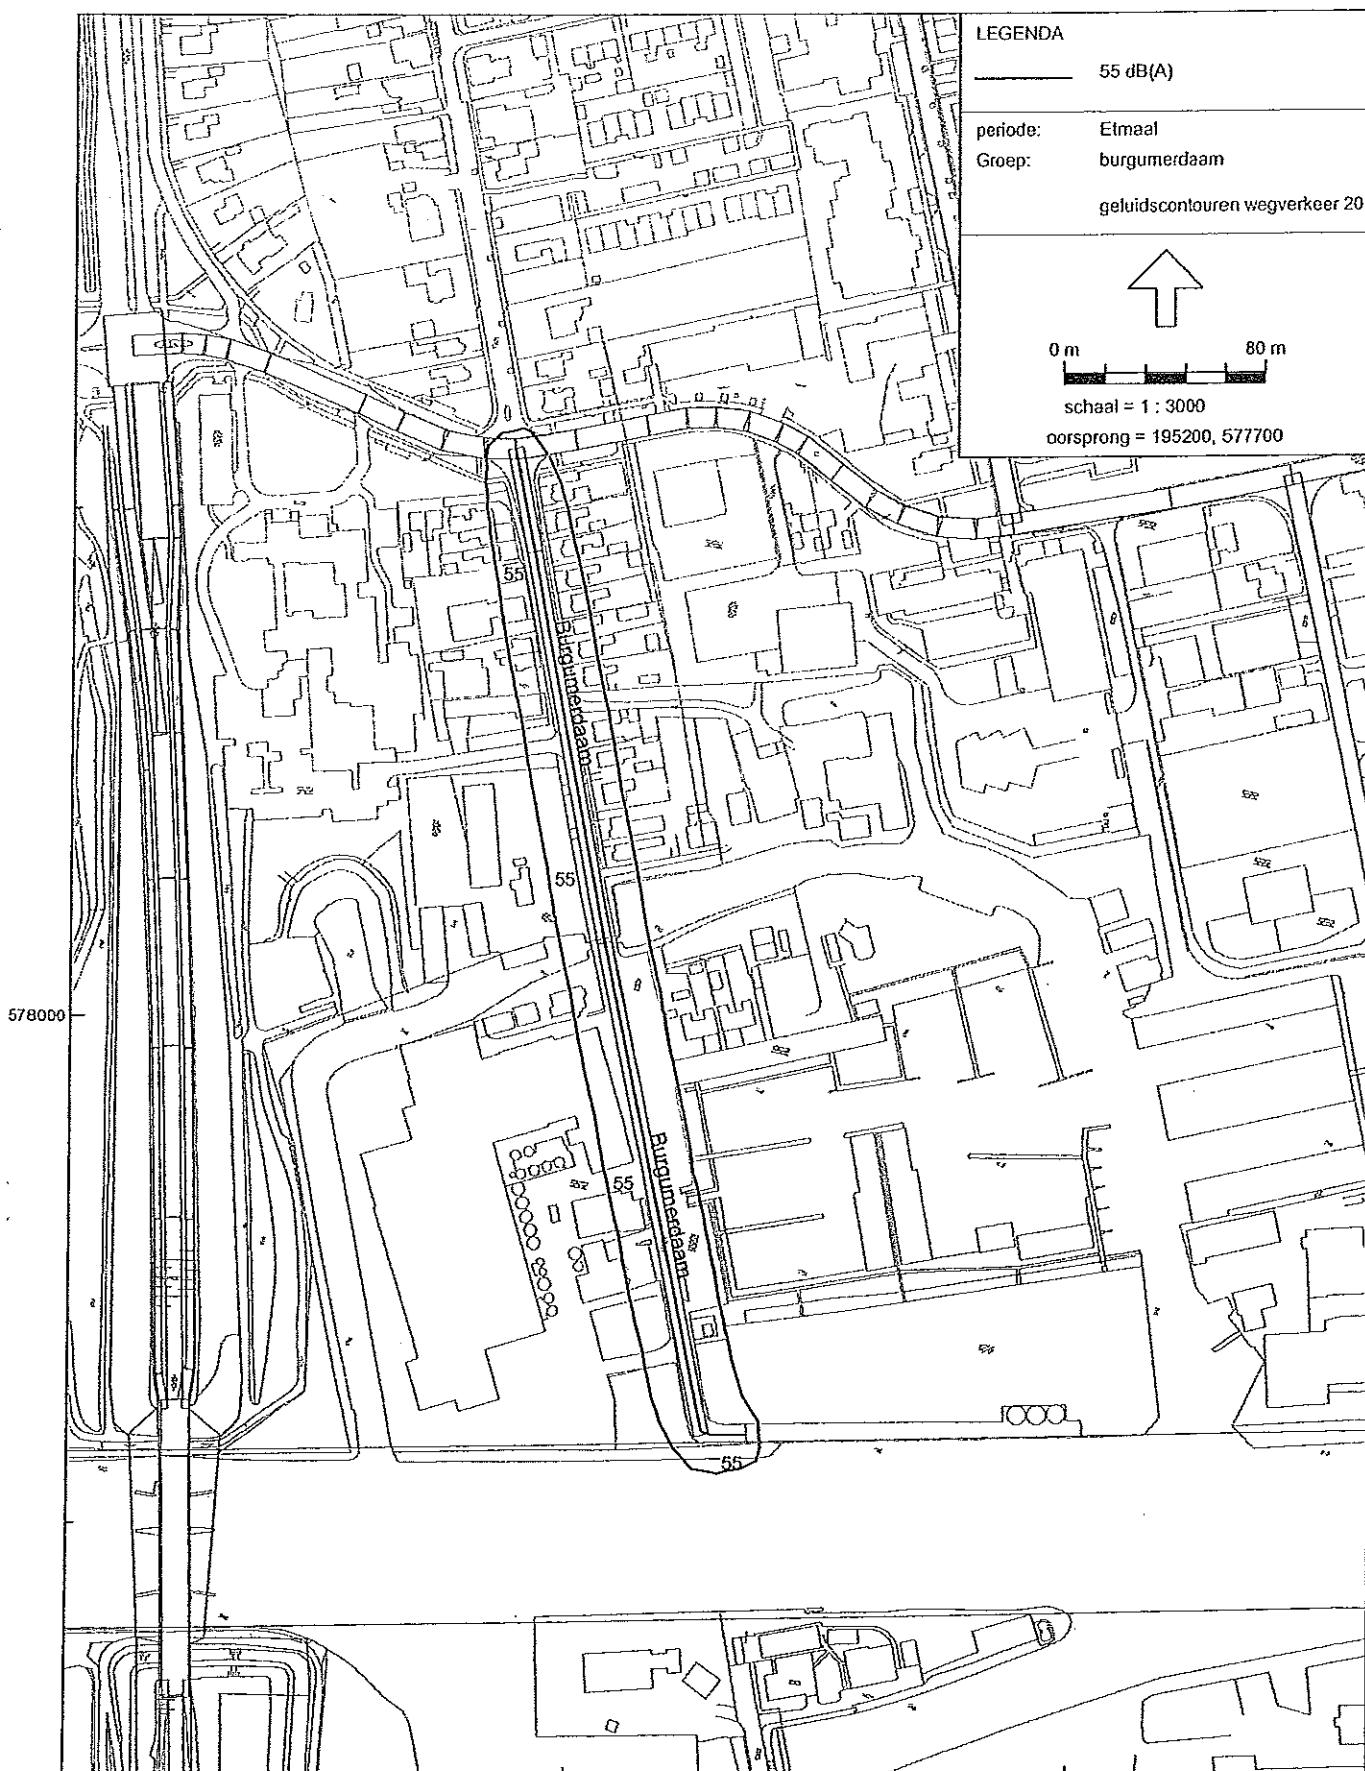 LEGENDA
55 dB(A)
periode: Etmaal
Groep: burgumerdaam
geluidscontouren wegverkeer 20
0 m 80 m
schaal = 1 : 3000
oorsprong = 195200, 577700
55
Burgumerdaam
55
578000
Burgumerdaam
55
55